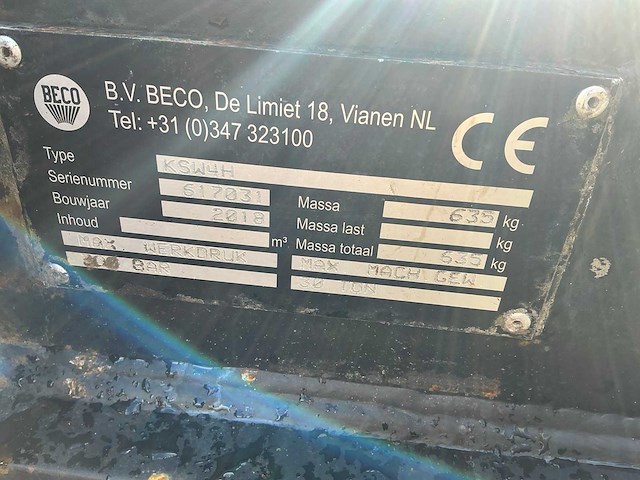 BECO
B.V. BECO, De Limiet 18, Vianen NL
Tel: +31 (0)347 323100
CE
Type KSW4H
Serienummer 617031
Bouwjaar 2018
Inhoud m³
MAX WERKDRUK
BAR
Massa 635 kg
Massa last kg
Massa totaal 635 kg
MAX MACH GEW
30 TON